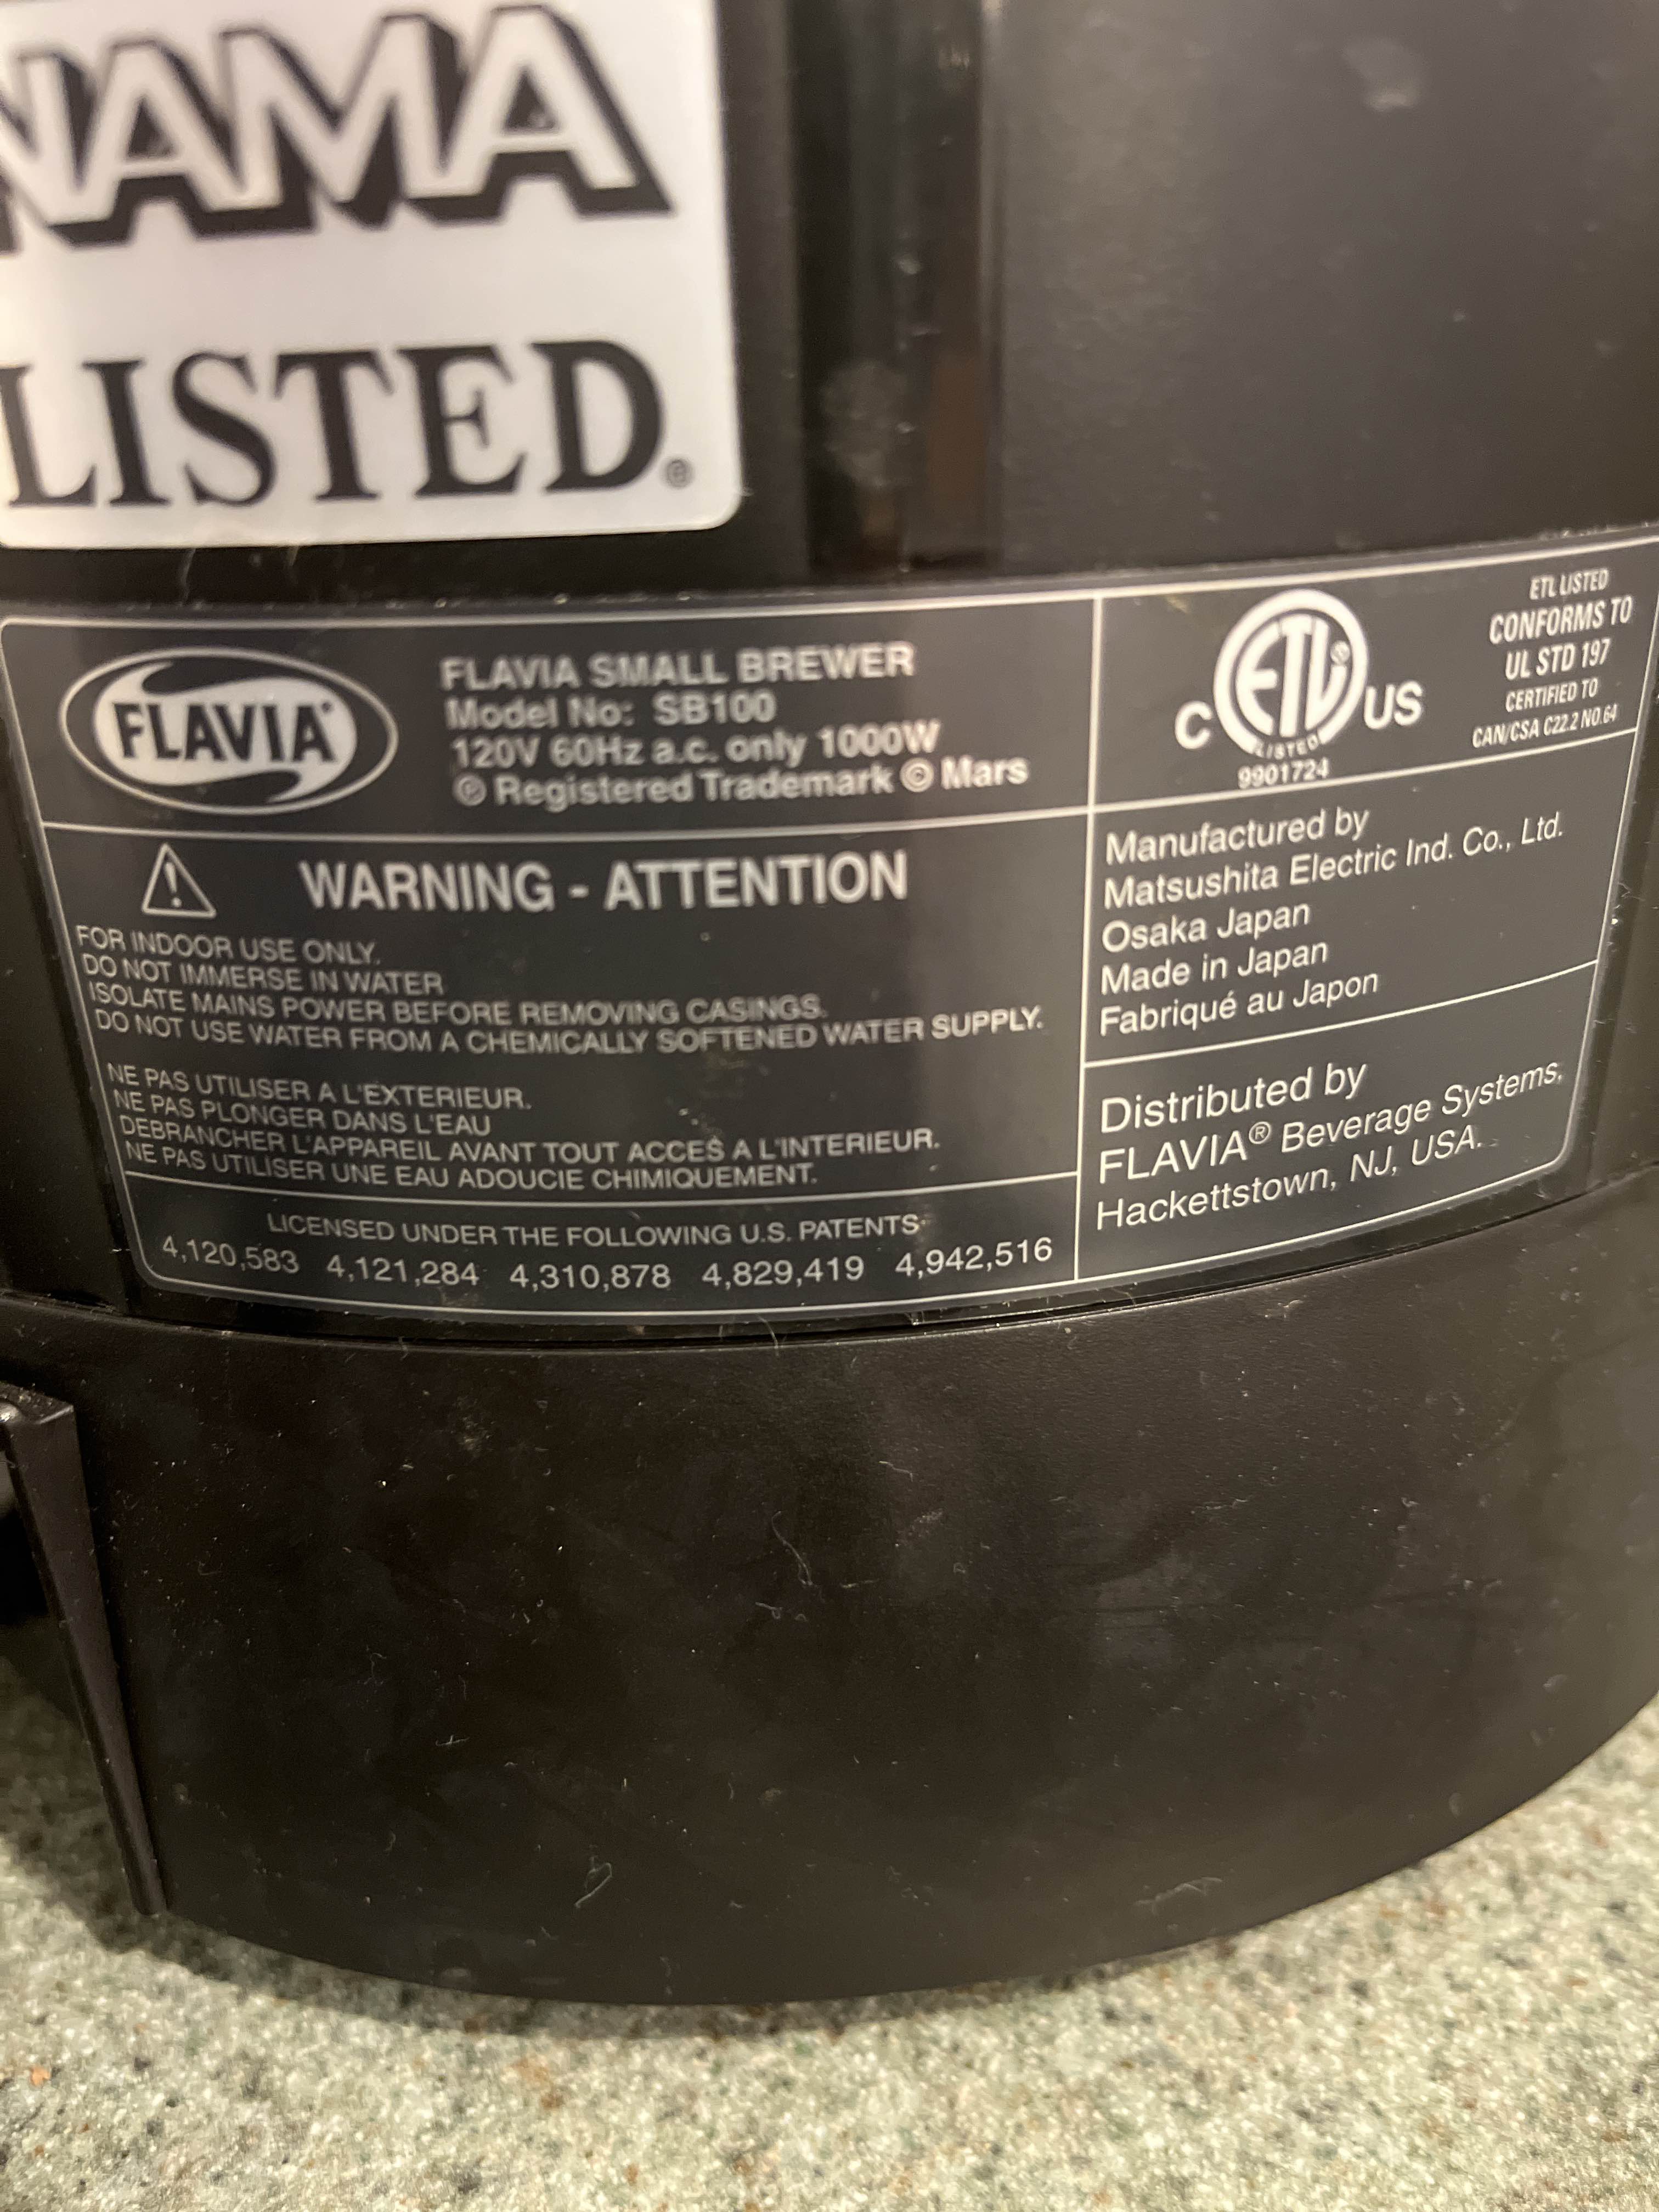 NAMA
LISTED®
FLAVIA®
FLAVIA SMALL BREWER
Model No: SB100
120V 60Hz a.c. only 1000W
® Registered Trademark © Mars
C ETL® US
LISTED
9901724
ETL LISTED
CONFORMS TO
UL STD 197
CERTIFIED TO
CAN/CSA C22.2 NO.64
WARNING - ATTENTION
FOR INDOOR USE ONLY.
DO NOT IMMERSE IN WATER
ISOLATE MAINS POWER BEFORE REMOVING CASINGS.
DO NOT USE WATER FROM A CHEMICALLY SOFTENED WATER SUPPLY.
NE PAS UTILISER A L'EXTERIEUR.
NE PAS PLONGER DANS L'EAU
DEBRANCHER L'APPAREIL AVANT TOUT ACCES A L'INTERIEUR.
NE PAS UTILISER UNE EAU ADOUCIE CHIMIQUEMENT.
LICENSED UNDER THE FOLLOWING U.S. PATENTS:
4,120,583 4,121,284 4,310,878 4,829,419 4,942,516
Manufactured by
Matsushita Electric Ind. Co., Ltd.
Osaka Japan
Made in Japan
Fabriqué au Japon
Distributed by
FLAVIA® Beverage Systems,
Hackettstown, NJ, USA.